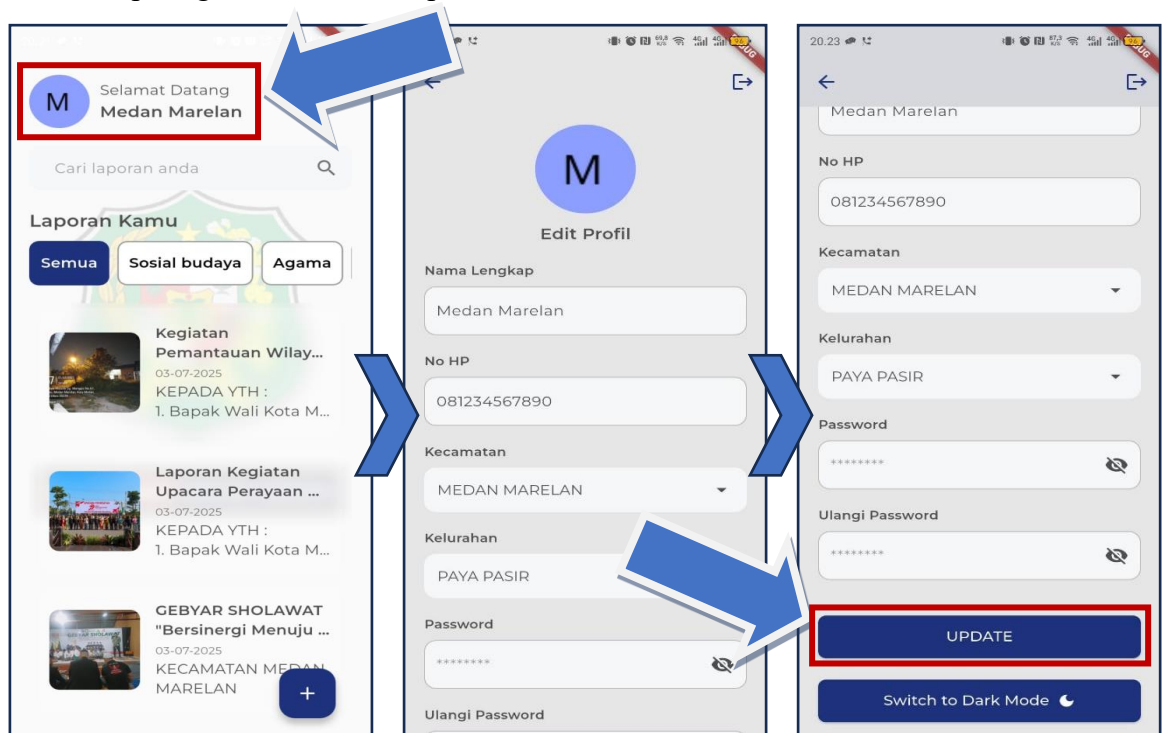 M
Selamat Datang
Medan Marelan
Cari laporan anda
Laporan Kamu
Semua
Sosial budaya
Agama
Kegiatan
Pemantauan Wilay...
03-07-2025
KEPADA YTH :
1. Bapak Wali Kota M...
Laporan Kegiatan
Upacara Perayaan ...
03-07-2025
KEPADA YTH :
1. Bapak Wali Kota M...
GEBYAR SHOLAWAT
"Bersinergi Menuju ...
03-07-2025
KECAMATAN MEDAN
MARELAN
+
M
Edit Profil
Nama Lengkap
Medan Marelan
No HP
081234567890
Kecamatan
MEDAN MARELAN
Kelurahan
PAYA PASIR
Password
********
Ulangi Password
20.23
Medan Marelan
No HP
081234567890
Kecamatan
MEDAN MARELAN
Kelurahan
PAYA PASIR
Password
********
Ulangi Password
********
UPDATE
Switch to Dark Mode